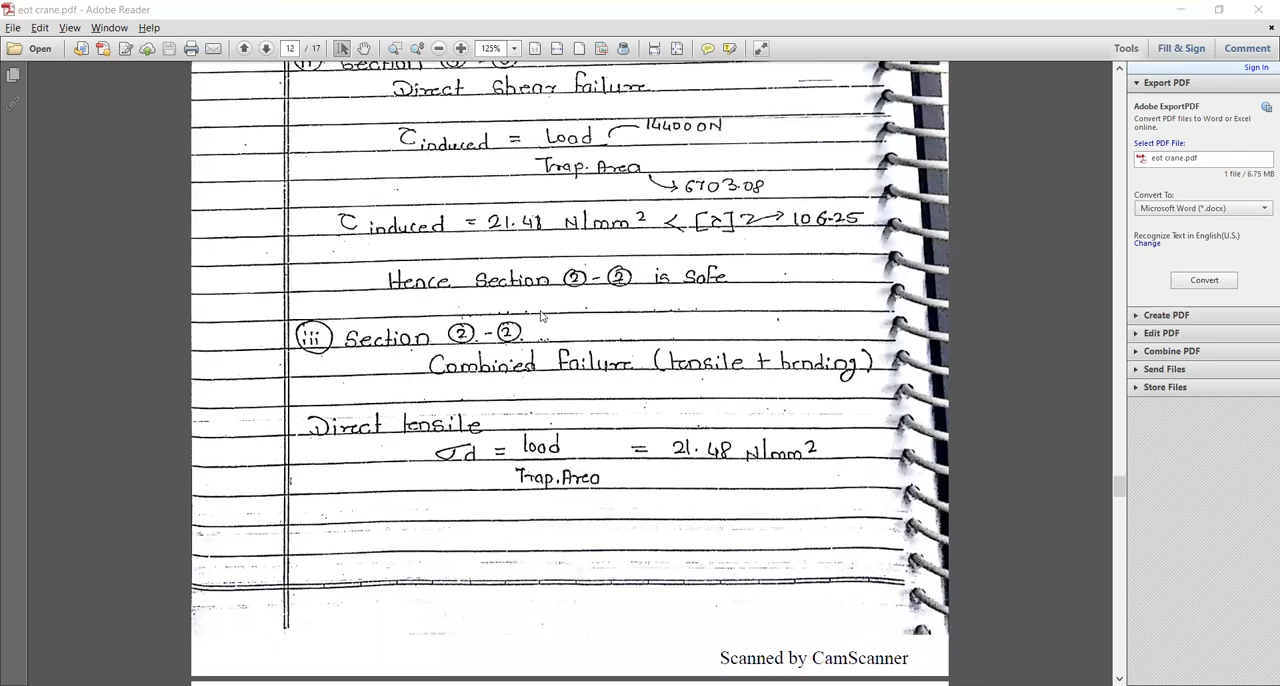 eot crane.pdf - Adobe Reader
File Edit View Window Help
Open 12 / 17 125% Tools Fill & Sign Comment
Sign In
Export PDF
Adobe ExportPDF
Convert PDF files to Word or Excel
online.
Select PDF File:
eot crane.pdf
1 file / 6.75 MB
Convert To:
Microsoft Word (*.docx)
Recognize Text in English(U.S.)
Change
Convert
Create PDF
Edit PDF
Combine PDF
Send Files
Store Files
Direct Shear failure
τ induced = Load → 144000N
Trap. Area → 6703.08
τ induced = 21.48 N/mm² < [τ] → 106.25
Hence Section ②-② is safe
iii Section ②-②
Combined failure (tensile + bending)
Direct tensile
σd = load = 21.48 N/mm²
Trap. Area
Scanned by CamScanner